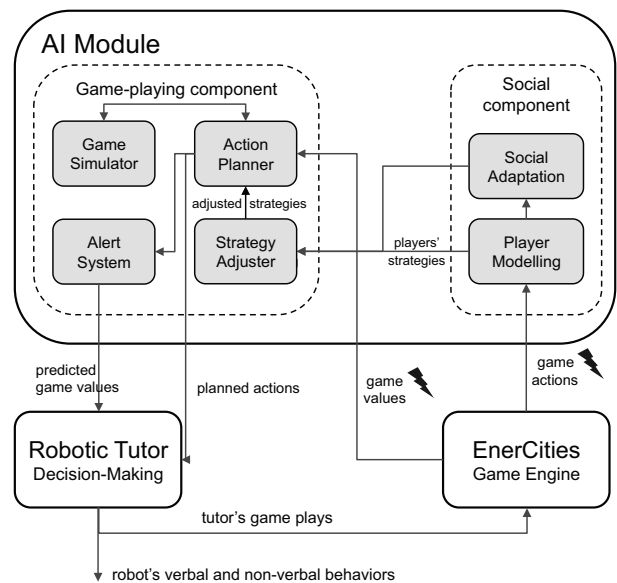 AI Module
Game-playing component
Social
component
Game
Simulator
Action
Planner
Social
Adaptation
adjusted strategies
Alert
System
Strategy
Adjuster
players'
strategies
Player
Modelling
predicted
game values
planned actions
game
values
game
actions
Robotic Tutor
Decision-Making
EnerCities
Game Engine
tutor's game plays
robot's verbal and non-verbal behaviors